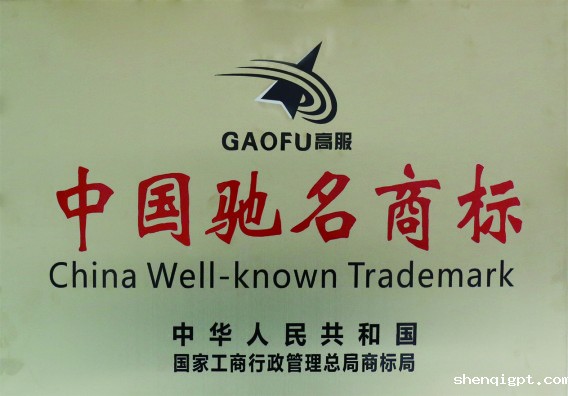 GAOFU高服
中国驰名商标
China Well-known Trademark
中华人民共和国
国家工商行政管理总局商标局
shenqigpt.com